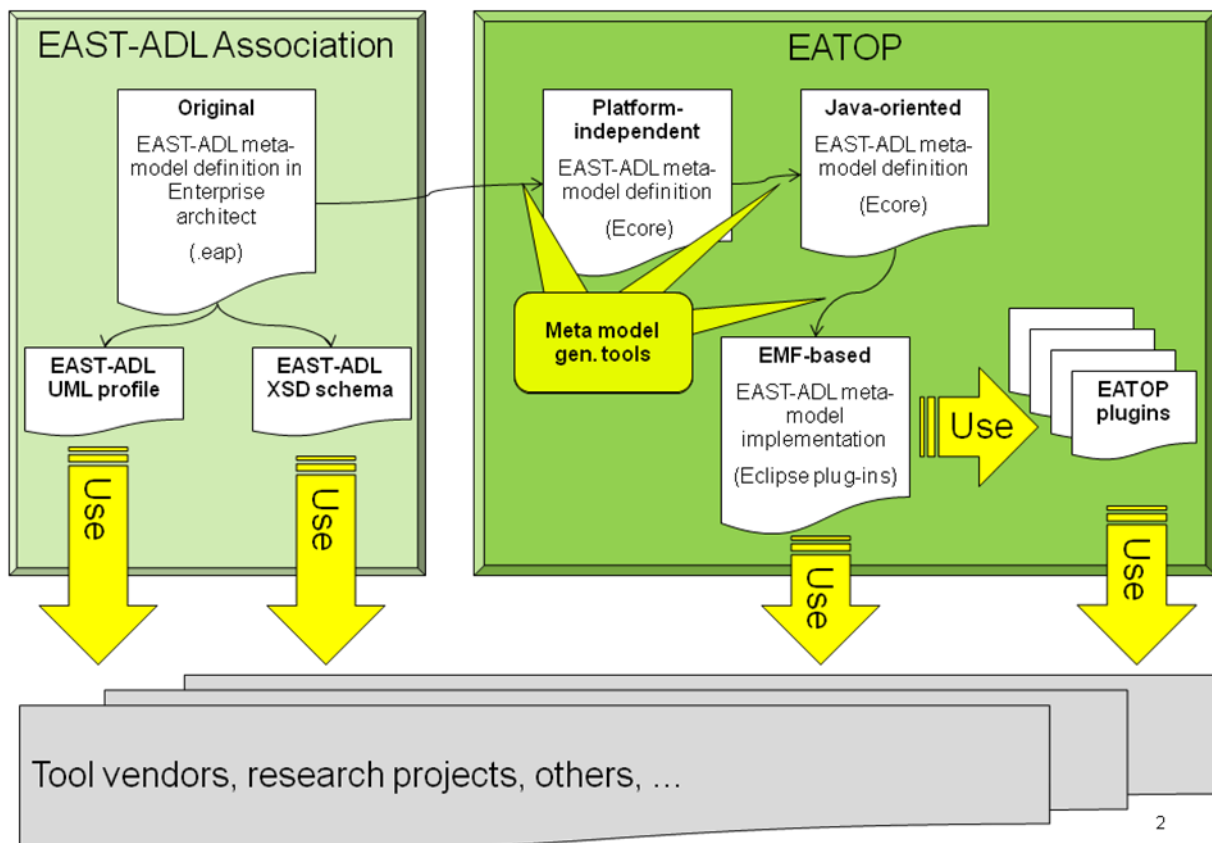 EAST-ADL Association
Original
EAST-ADL meta-
model definition in
Enterprise
architect
(.eap)
EAST-ADL
UML profile
EAST-ADL
XSD schema
Use
Use
EATOP
Platform-
independent
EAST-ADL meta-
model definition
(Ecore)
Java-oriented
EAST-ADL meta-
model definition
(Ecore)
Meta model
gen. tools
EMF-based
EAST-ADL meta-
model
implementation
(Eclipse plug-ins)
Use
EATOP
plugins
Use
Use
Tool vendors, research projects, others, ...
2